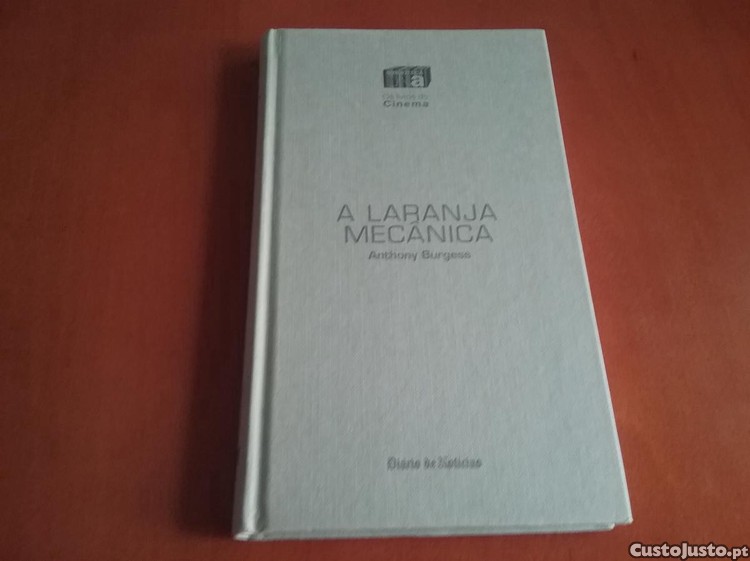 a
Os livros do
Cinema
A LARANJA
MECÂNICA
Anthony Burgess
Diário de Notícias
CustoJusto.pt